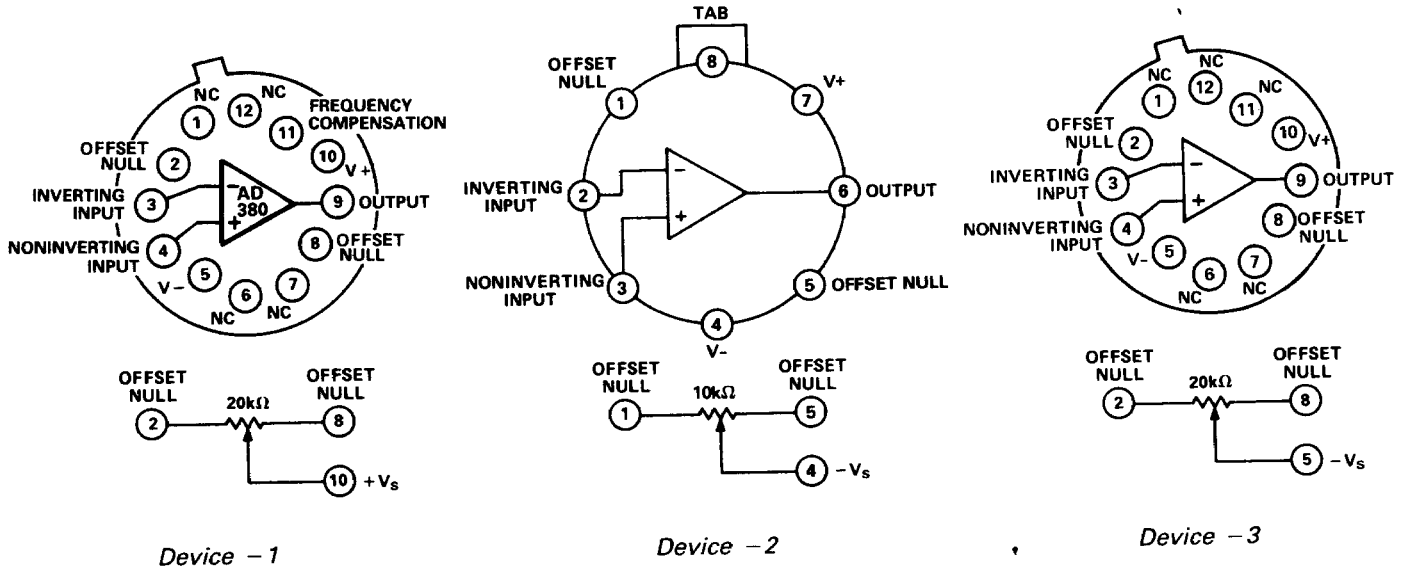 NC
NC
12
1
11
FREQUENCY
COMPENSATION
10
V+
OFFSET
NULL
2
INVERTING
INPUT
3
−
AD
380
+
9
OUTPUT
NONINVERTING
INPUT
4
8
OFFSET
NULL
V−
5
6
7
NC
NC
OFFSET
NULL
2
20kΩ
OFFSET
NULL
8
10
+VS
Device −1
TAB
8
OFFSET
NULL
1
7
V+
INVERTING
INPUT
2
−
+
6
OUTPUT
NONINVERTING
INPUT
3
5
OFFSET NULL
4
V−
OFFSET
NULL
1
10kΩ
OFFSET
NULL
5
4
−VS
Device −2
NC
NC
NC
12
1
11
10
V+
OFFSET
NULL
2
INVERTING
INPUT
3
−
+
9
OUTPUT
NONINVERTING
INPUT
4
8
OFFSET
NULL
V−
5
6
7
NC
NC
OFFSET
NULL
2
20kΩ
OFFSET
NULL
8
5
−VS
Device −3